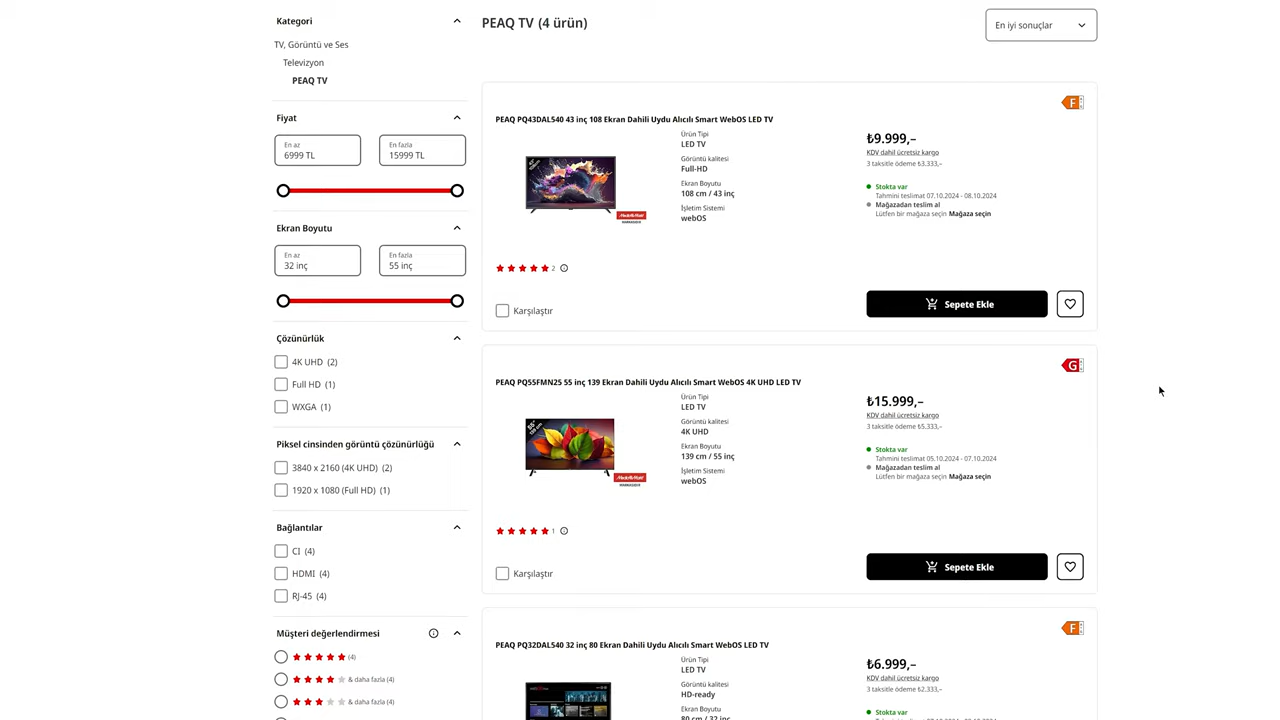 Kategori
TV, Görüntü ve Ses
Televizyon
PEAQ TV
Fiyat
En az
6999 TL
En fazla
15999 TL
Ekran Boyutu
En az
32 inç
En fazla
55 inç
Çözünürlük
4K UHD (2)
Full HD (1)
WXGA (1)
Piksel cinsinden görüntü çözünürlüğü
3840 x 2160 (4K UHD) (2)
1920 x 1080 (Full HD) (1)
Bağlantılar
CI (4)
HDMI (4)
RJ-45 (4)
Müşteri değerlendirmesi
(4)
& daha fazla (4)
& daha fazla (4)
PEAQ TV (4 ürün)
En iyi sonuçlar
F
PEAQ PQ43DAL540 43 inç 108 Ekran Dahili Uydu Alıcılı Smart WebOS LED TV
Ürün Tipi
LED TV
Görüntü kalitesi
Full-HD
Ekran Boyutu
108 cm / 43 inç
İşletim Sistemi
webOS
₺9.999,–
KDV dahil ücretsiz kargo
3 taksitle ödeme ₺3.333,—
Stokta var
Tahmini teslimat 07.10.2024 - 08.10.2024
Mağazadan teslim al
Lütfen bir mağaza seçin Mağaza seçin
2
Karşılaştır
Sepete Ekle
G
PEAQ PQ55FMN25 55 inç 139 Ekran Dahili Uydu Alıcılı Smart WebOS 4K UHD LED TV
55"
139 cm
Ürün Tipi
LED TV
Görüntü kalitesi
4K UHD
Ekran Boyutu
139 cm / 55 inç
İşletim Sistemi
webOS
₺15.999,–
KDV dahil ücretsiz kargo
3 taksitle ödeme ₺5.333,—
Stokta var
Tahmini teslimat 05.10.2024 - 07.10.2024
Mağazadan teslim al
Lütfen bir mağaza seçin Mağaza seçin
1
Karşılaştır
Sepete Ekle
F
PEAQ PQ32DAL540 32 inç 80 Ekran Dahili Uydu Alıcılı Smart WebOS LED TV
Ürün Tipi
LED TV
Görüntü kalitesi
HD-ready
Ekran Boyutu
80 cm / 32 inç
₺6.999,–
KDV dahil ücretsiz kargo
3 taksitle ödeme ₺2.333,—
Stokta var